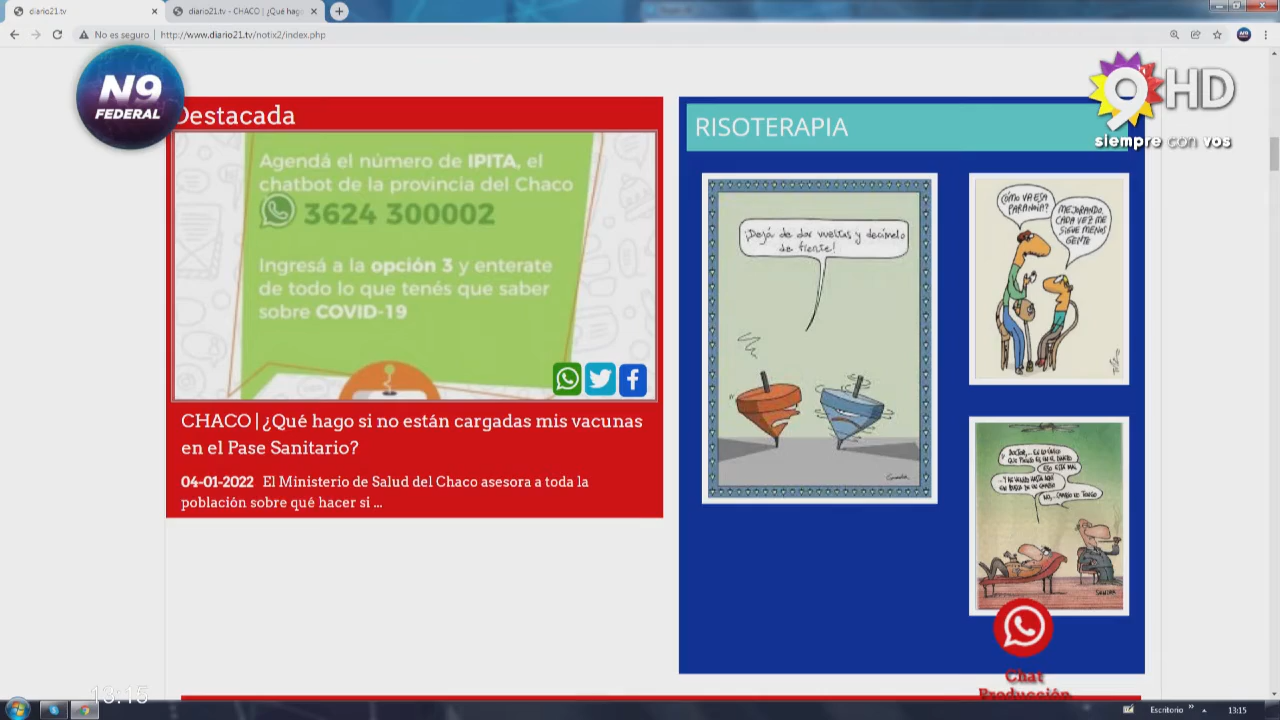 diario21.tv
diario21.tv - CHACO | ¿Qué hago
No es seguro
http://www.diario21.tv/notix2/index.php
N9
FEDERAL
9HD
siempre con vos
Destacada
Agendá el número de IPITA, el
chatbot de la provincia del Chaco
3624 300002
Ingresá a la opción 3 y enterate
de todo lo que tenés que saber
sobre COVID-19
CHACO | ¿Qué hago si no están cargadas mis vacunas
en el Pase Sanitario?
04-01-2022 El Ministerio de Salud del Chaco asesora a toda la
población sobre qué hacer si ...
RISOTERAPIA
¡Dejá de dar vueltas y decímelo
de frente!
¿CÓMO VA ESA
PARANOIA?
MEJORANDO,
CADA VEZ ME
SIGUE MENOS
GENTE
Chat
Producción
13:15
Escritorio
13:15